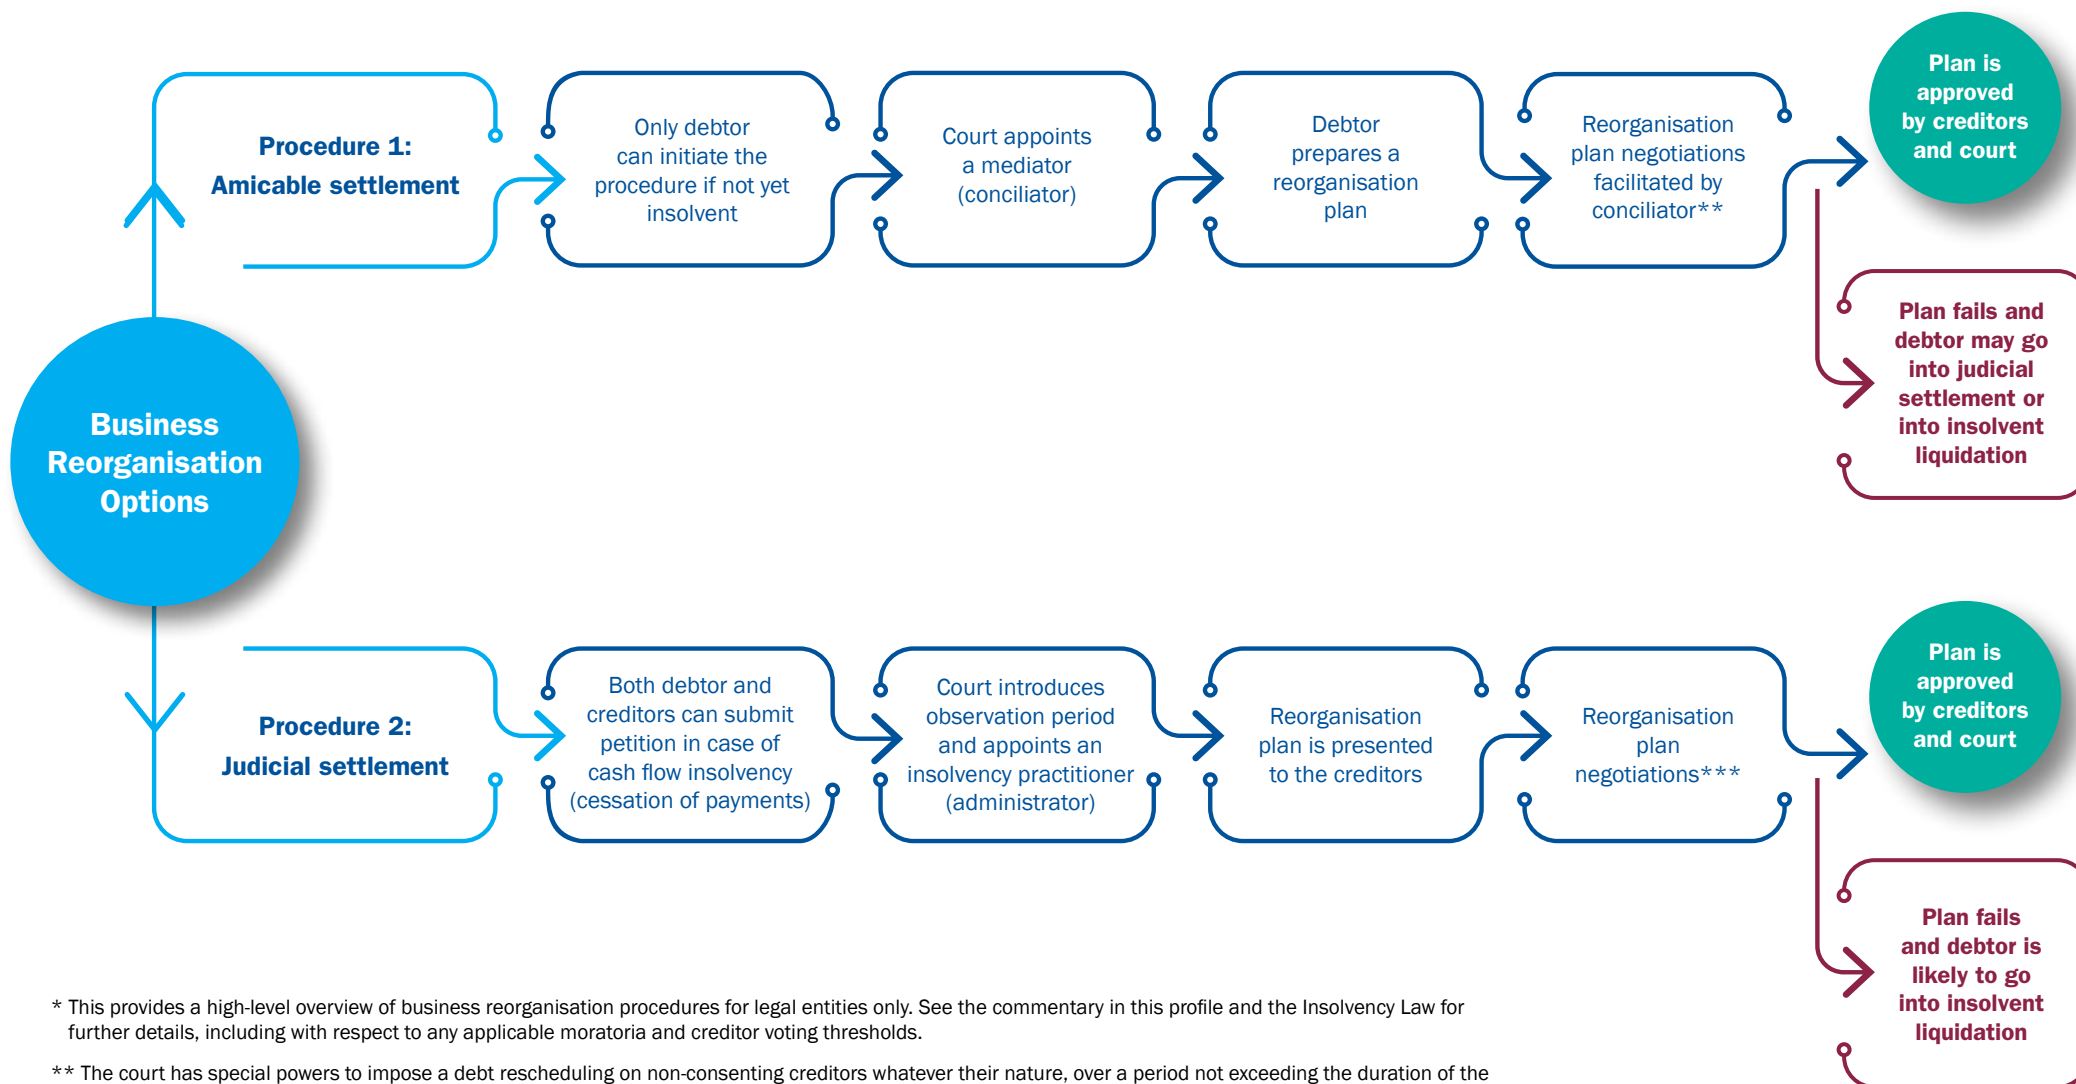 Business
Reorganisation
Options
Procedure 1:
Amicable settlement
Only debtor
can initiate the
procedure if not yet
insolvent
Court appoints
a mediator
(conciliator)
Debtor
prepares a
reorganisation
plan
Reorganisation
plan negotiations
facilitated by
conciliator**
Plan is
approved
by creditors
and court
Plan fails and
debtor may go
into judicial
settlement or
into insolvent
liquidation
Procedure 2:
Judicial settlement
Both debtor and
creditors can submit
petition in case of
cash flow insolvency
(cessation of payments)
Court introduces
observation period
and appoints an
insolvency practitioner
(administrator)
Reorganisation
plan is presented
to the creditors
Reorganisation
plan
negotiations***
Plan is
approved
by creditors
and court
Plan fails
and debtor is
likely to go
into insolvent
liquidation
* This provides a high-level overview of business reorganisation procedures for legal entities only. See the commentary in this profile and the Insolvency Law for
further details, including with respect to any applicable moratoria and creditor voting thresholds.
** The court has special powers to impose a debt rescheduling on non-consenting creditors whatever their nature, over a period not exceeding the duration of the